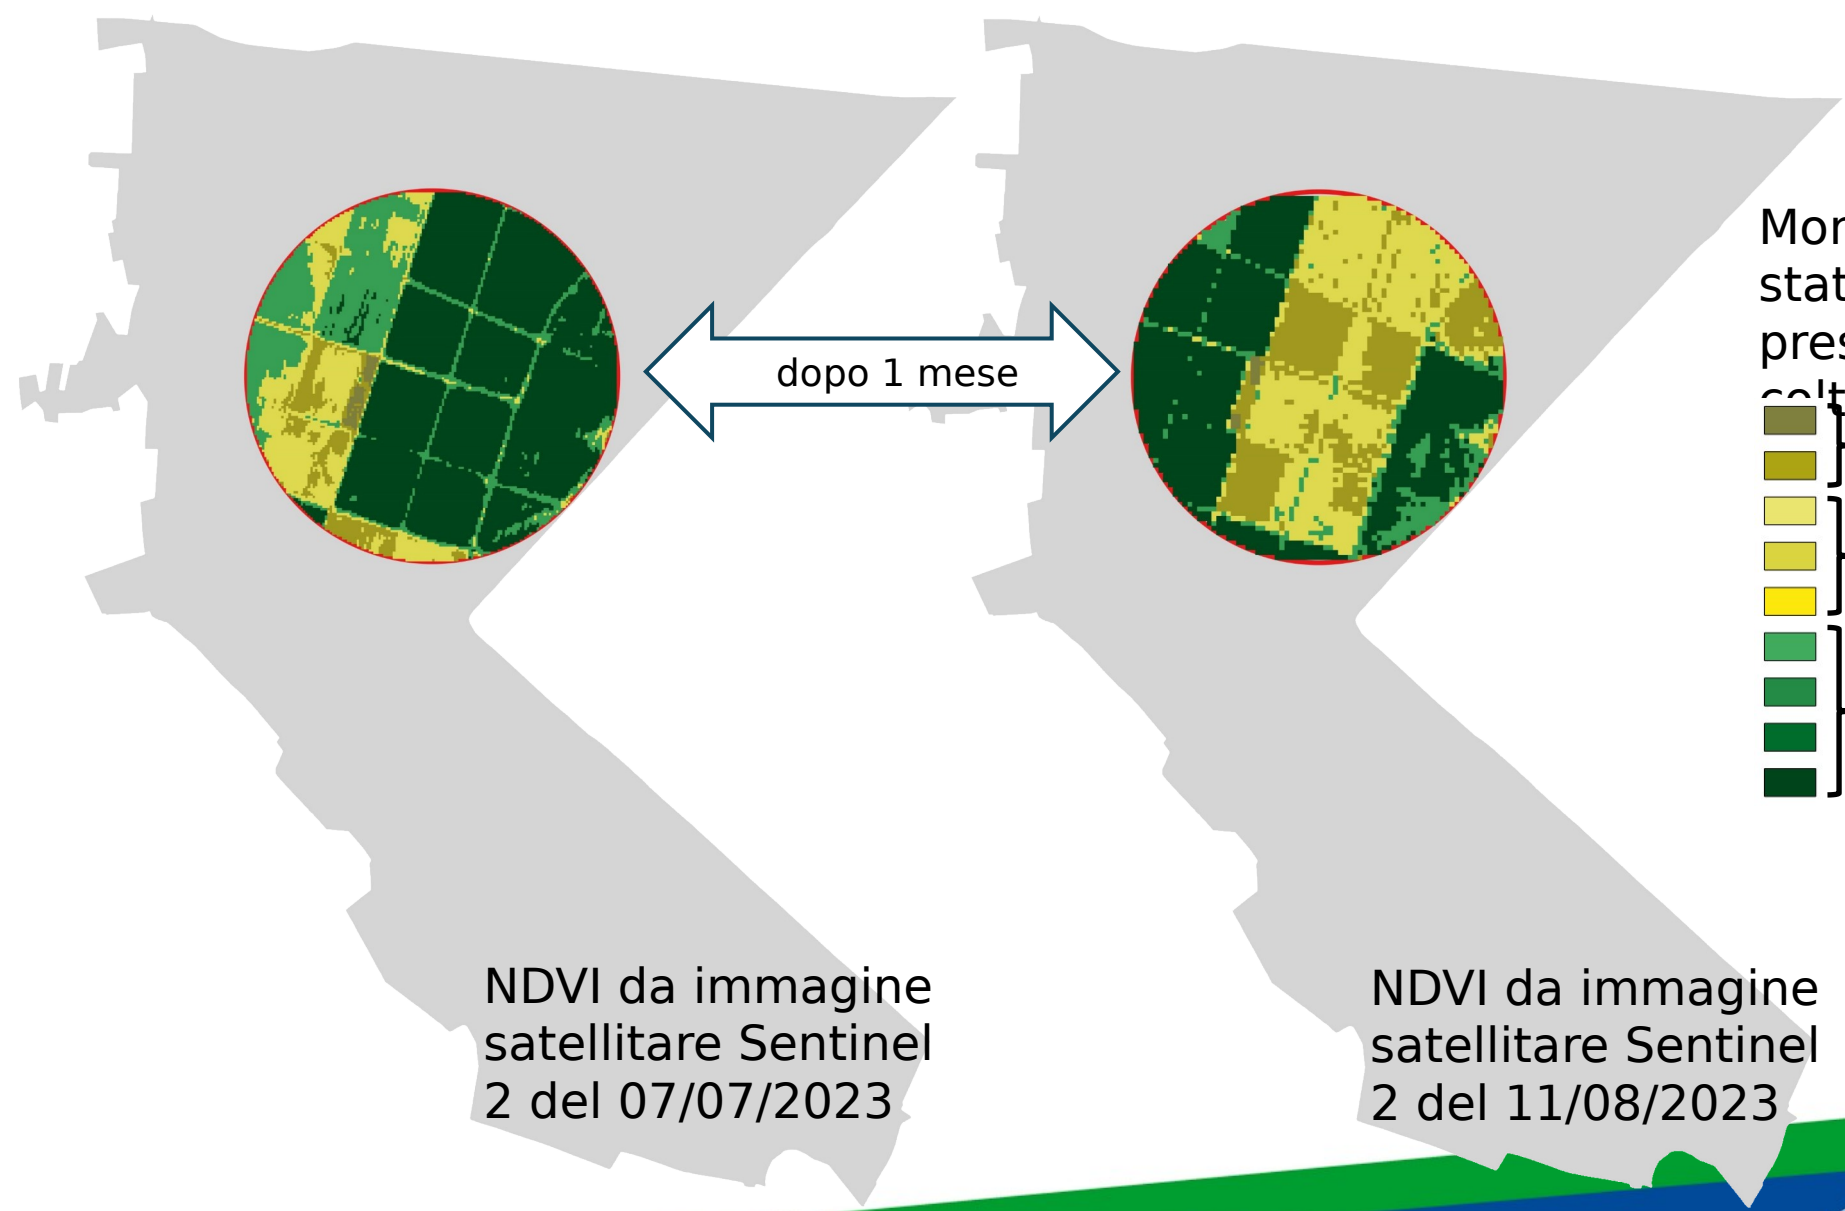 dopo 1 mese
NDVI da immagine
satellitare Sentinel
2 del 07/07/2023
NDVI da immagine
satellitare Sentinel
2 del 11/08/2023